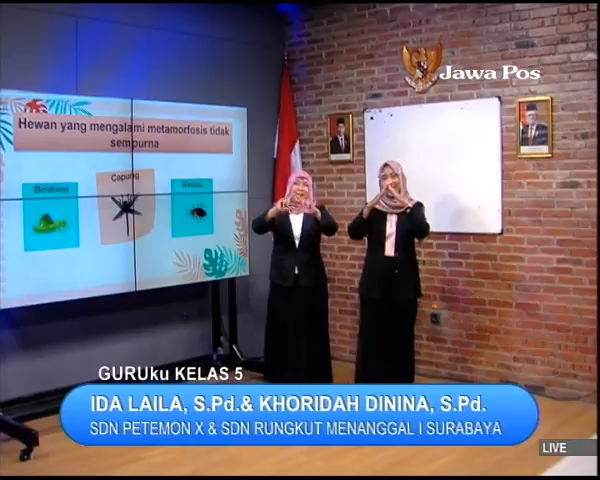 Jawa Pos
Hewan yang mengalami metamorfosis tidak
sempurna
Belalang
Capung
Kecoa
GURUku KELAS 5
IDA LAILA, S.Pd.& KHORIDAH DININA, S.Pd.
SDN PETEMON X & SDN RUNGKUT MENANGGAL I SURABAYA
LIVE